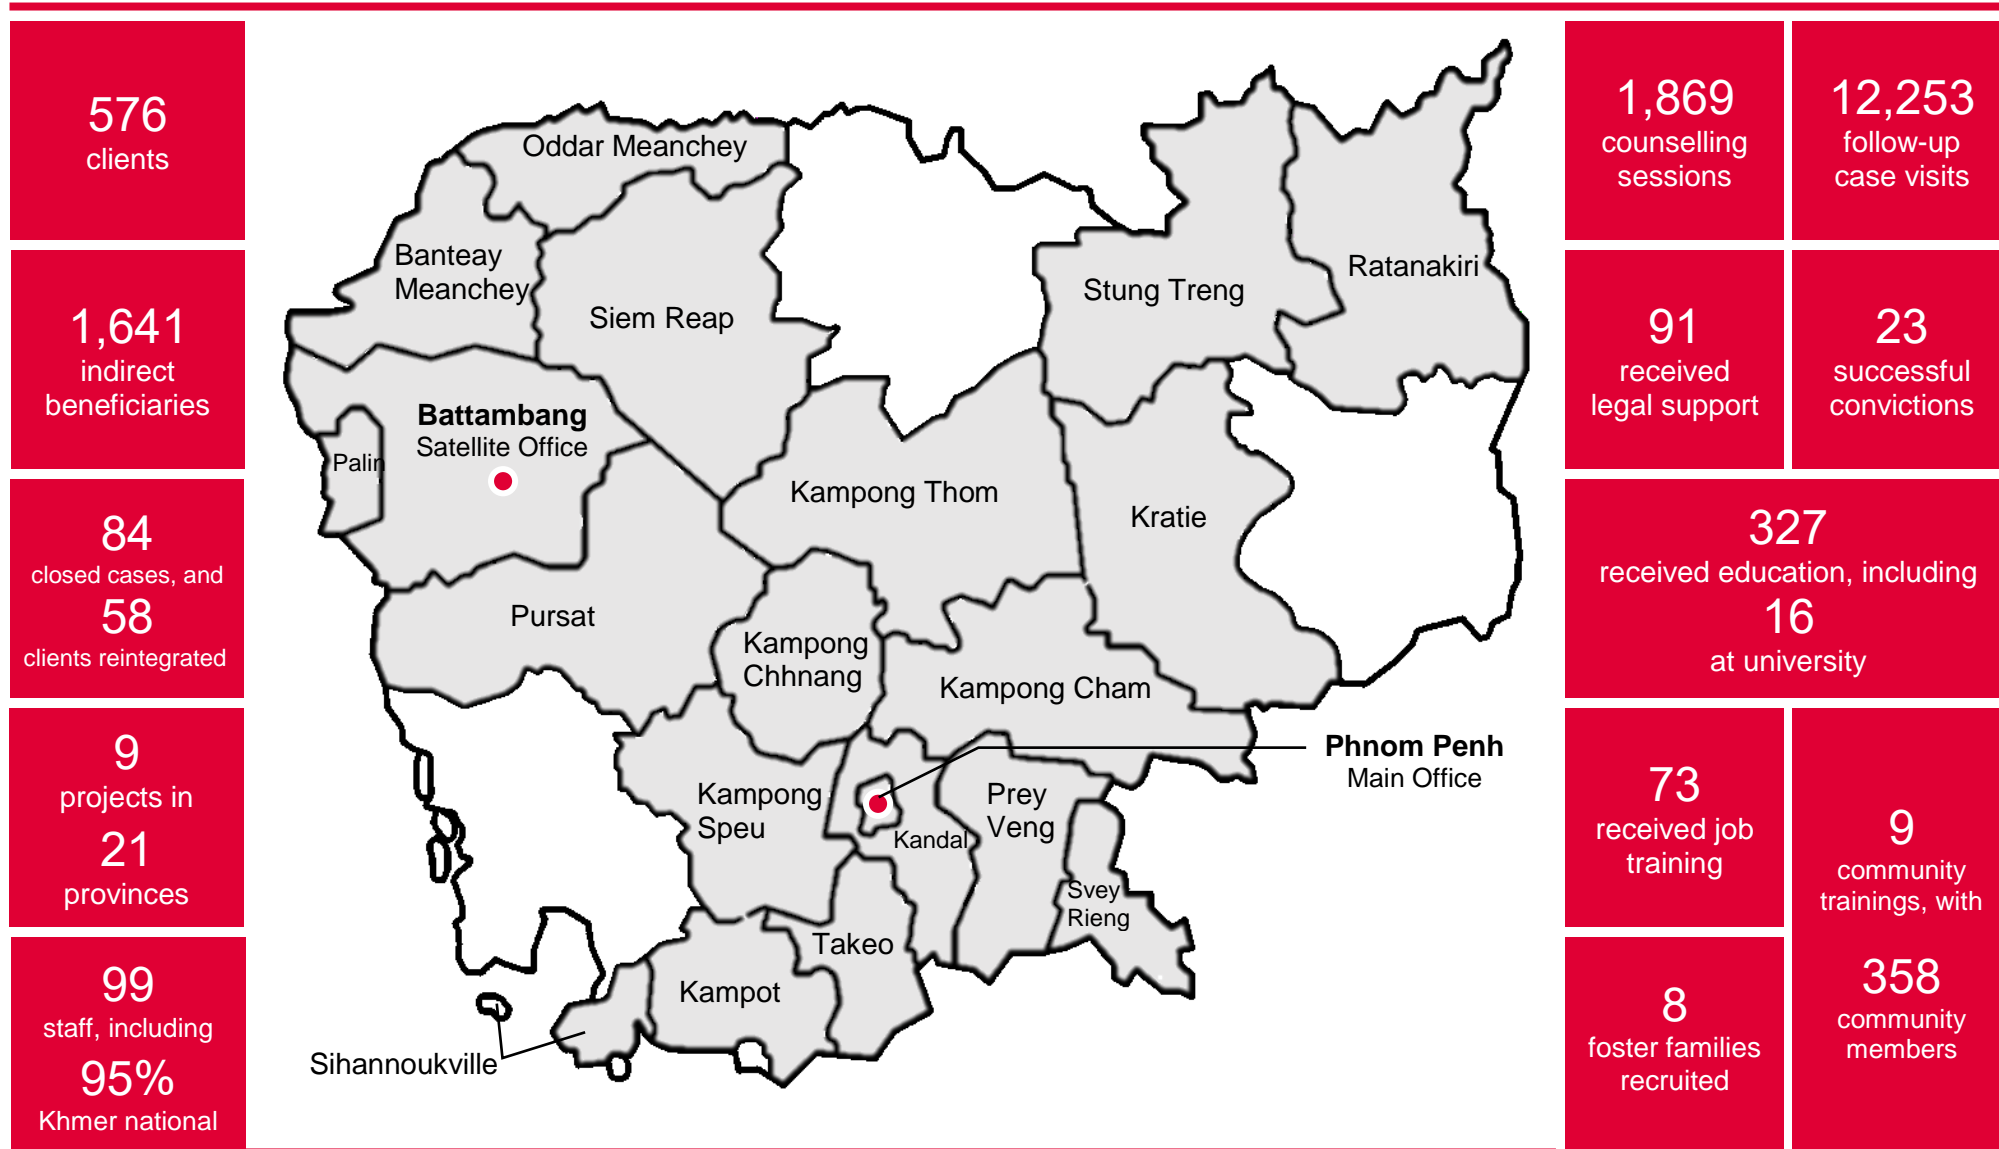 576
clients
1,641
indirect
beneficiaries
84
closed cases, and
58
clients reintegrated
9
projects in
21
provinces
99
staff, including
95%
Khmer national
Oddar Meanchey
Banteay
Meanchey
Siem Reap
Stung Treng
Ratanakiri
Battambang
Satellite Office
Palin
Kampong Thom
Kratie
Pursat
Kampong
Chhnang
Kampong Cham
Phnom Penh
Main Office
Kampong
Speu
Kandal
Prey
Veng
Svey
Rieng
Takeo
Kampot
Sihannoukville
1,869
counselling
sessions
12,253
follow-up
case visits
91
received
legal support
23
successful
convictions
327
received education, including
16
at university
73
received job
training
9
community
trainings, with
358
community
members
8
foster families
recruited